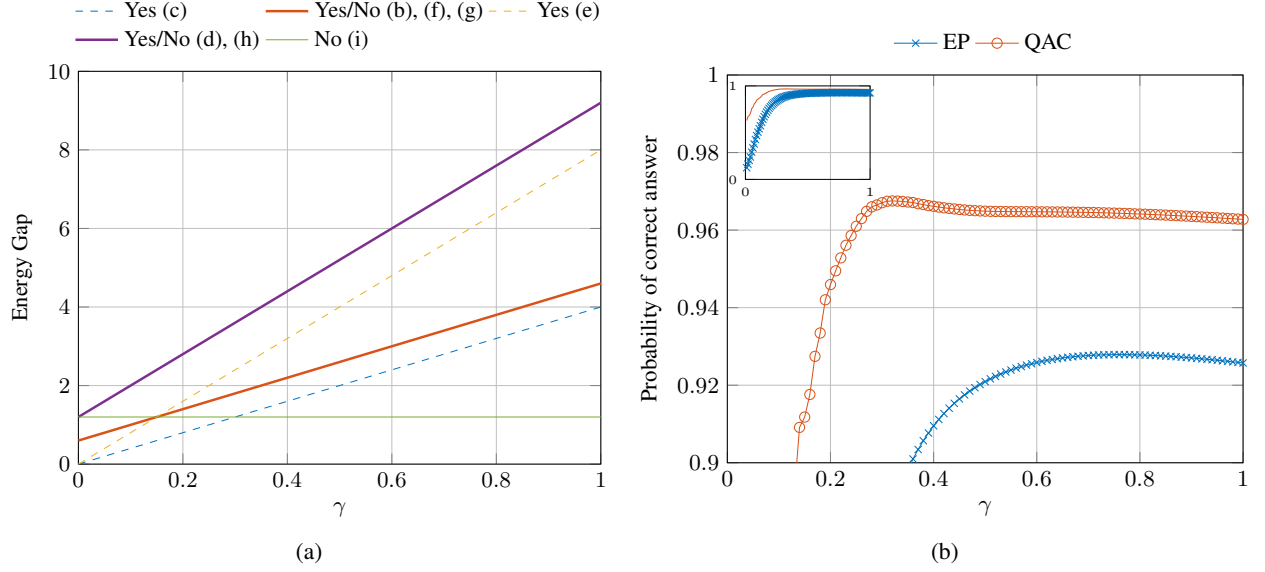 Yes (c) Yes/No (b), (f), (g) Yes (e)
Yes/No (d), (h) No (i)
10
8
6
4
2
0
Energy Gap
0 0.2 0.4 0.6 0.8 1
γ
(a)
EP QAC
1
0.98
0.96
0.94
0.92
0.9
Probability of correct answer
1
0
0 1
0 0.2 0.4 0.6 0.8 1
γ
(b)